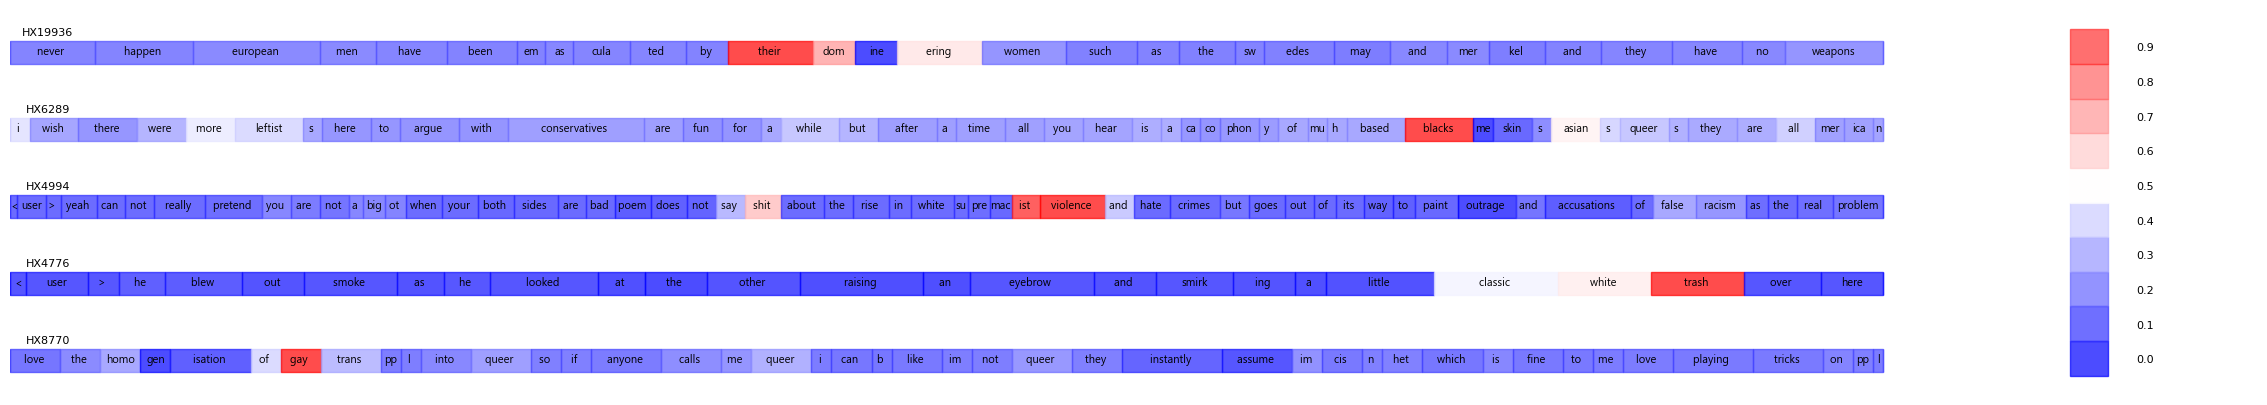 HX19936
never happen european men have been em as cula ted by their dom ine ering women such as the sw edes may and mer kel and they have no weapons
HX6289
i wish there were more leftist s here to argue with conservatives are fun for a while but after a time all you hear is a ca co phon y of mu h based blacks me skin s asian s queer s they are all mer ica n
HX4994
< user > yeah can not really pretend you are not a big ot when your both sides are bad poem does not say shit about the rise in white su pre mac ist violence and hate crimes but goes out of its way to paint outrage and accusations of false racism as the real problem
HX4776
< user > he blew out smoke as he looked at the other raising an eyebrow and smirk ing a little classic white trash over here
HX8770
love the homo gen isation of gay trans pp l into queer so if anyone calls me queer i can b like im not queer they instantly assume im cis n het which is fine to me love playing tricks on pp l
0.9
0.8
0.7
0.6
0.5
0.4
0.3
0.2
0.1
0.0